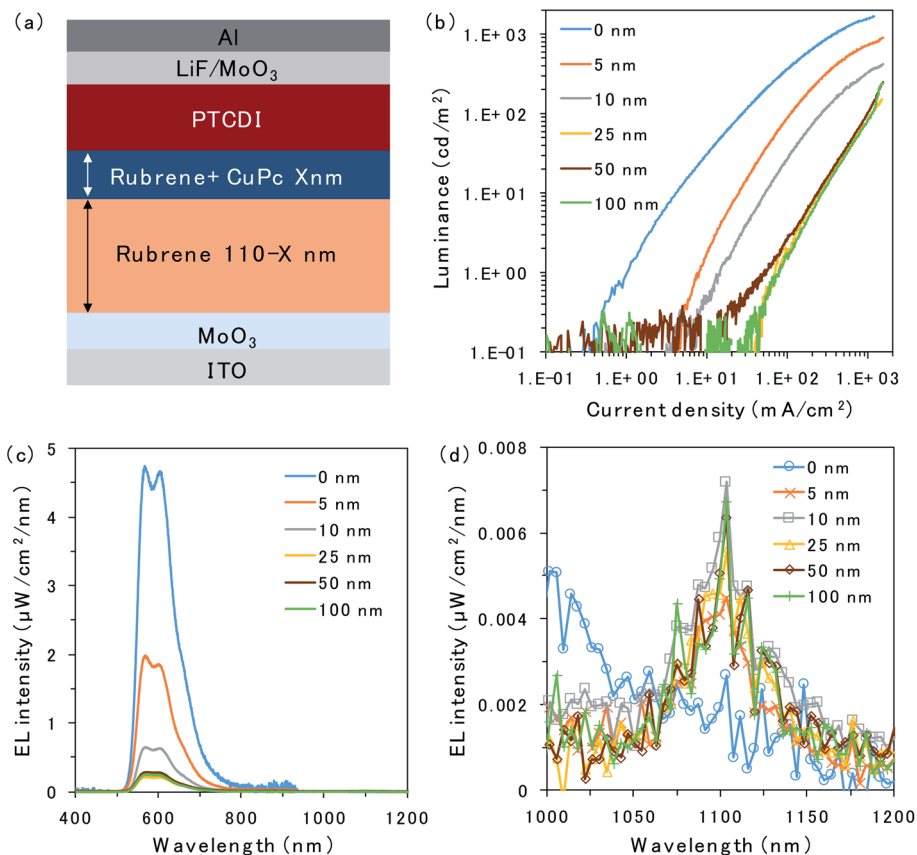 (a)
Al
LiF/MoO₃
PTCDI
Rubrene+ CuPc Xnm
Rubrene 110-X nm
MoO₃
ITO
(b)
Luminance (cd/m²)
1.E+03
1.E+02
1.E+01
1.E+00
1.E-01
0 nm
5 nm
10 nm
25 nm
50 nm
100 nm
1.E-01 1.E+00 1.E+01 1.E+02 1.E+03
Current density (mA/cm²)
(c)
EL intensity (μW/cm²/nm)
5
4
3
2
1
0
0 nm
5 nm
10 nm
25 nm
50 nm
100 nm
400 600 800 1000 1200
Wavelength (nm)
(d)
EL intensity (μW/cm²/nm)
0.008
0.006
0.004
0.002
0
0 nm
5 nm
10 nm
25 nm
50 nm
100 nm
1000 1050 1100 1150 1200
Wavelength (nm)